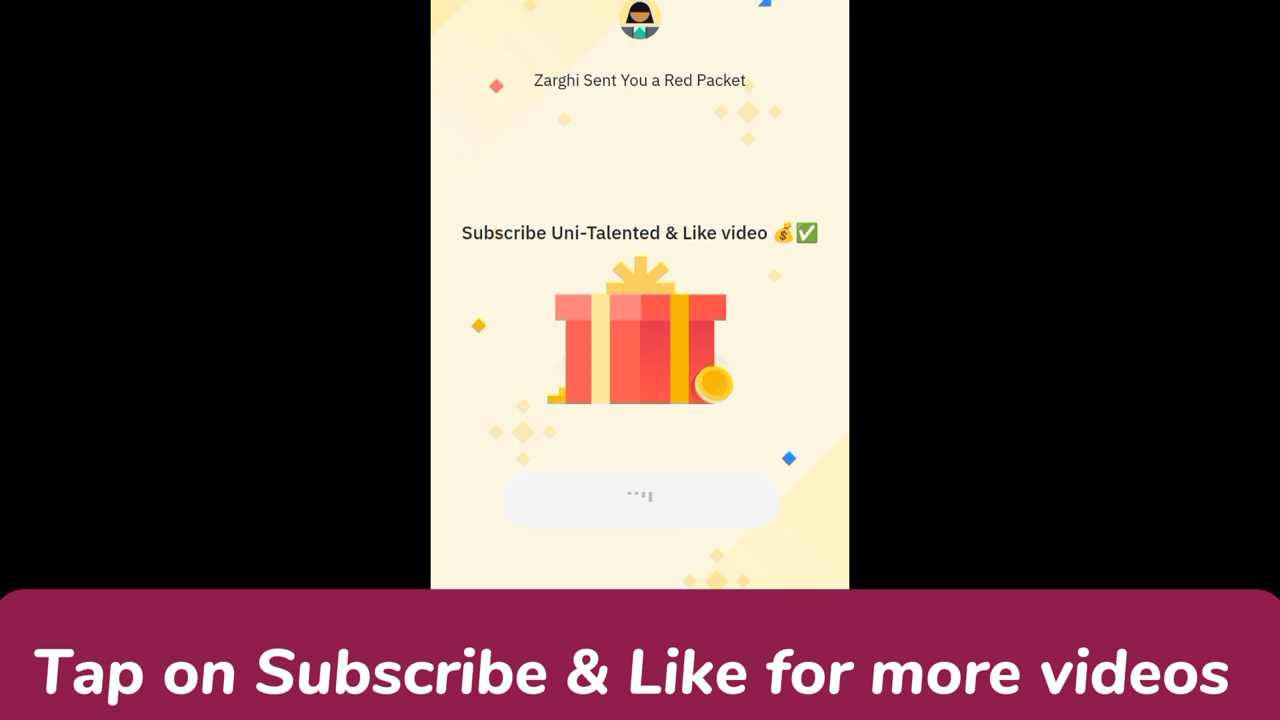 Zarghi Sent You a Red Packet
Subscribe Uni-Talented & Like video 💰✅
Tap on Subscribe & Like for more videos